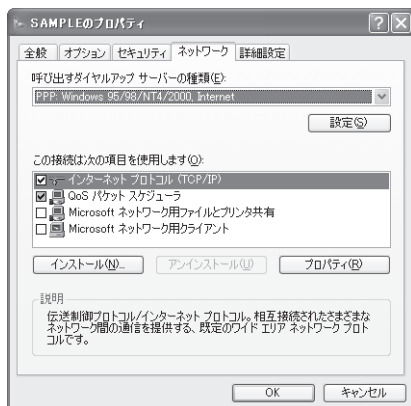 SAMPLEのプロパティ
全般 オプション セキュリティ ネットワーク 詳細設定
呼び出すダイヤルアップ サーバーの種類(E):
PPP: Windows 95/98/NT4/2000, Internet
設定(S)
この接続は次の項目を使用します(O):
インターネット プロトコル (TCP/IP)
QoS パケット スケジューラ
Microsoft ネットワーク用ファイルとプリンタ共有
Microsoft ネットワーク用クライアント
インストール(N)... アンインストール(U) プロパティ(R)
説明
伝送制御プロトコル/インターネット プロトコル。相互接続されたさまざまな
ネットワーク間の通信を提供する、既定のワイド エリア ネットワーク プロト
コルです。
OK キャンセル